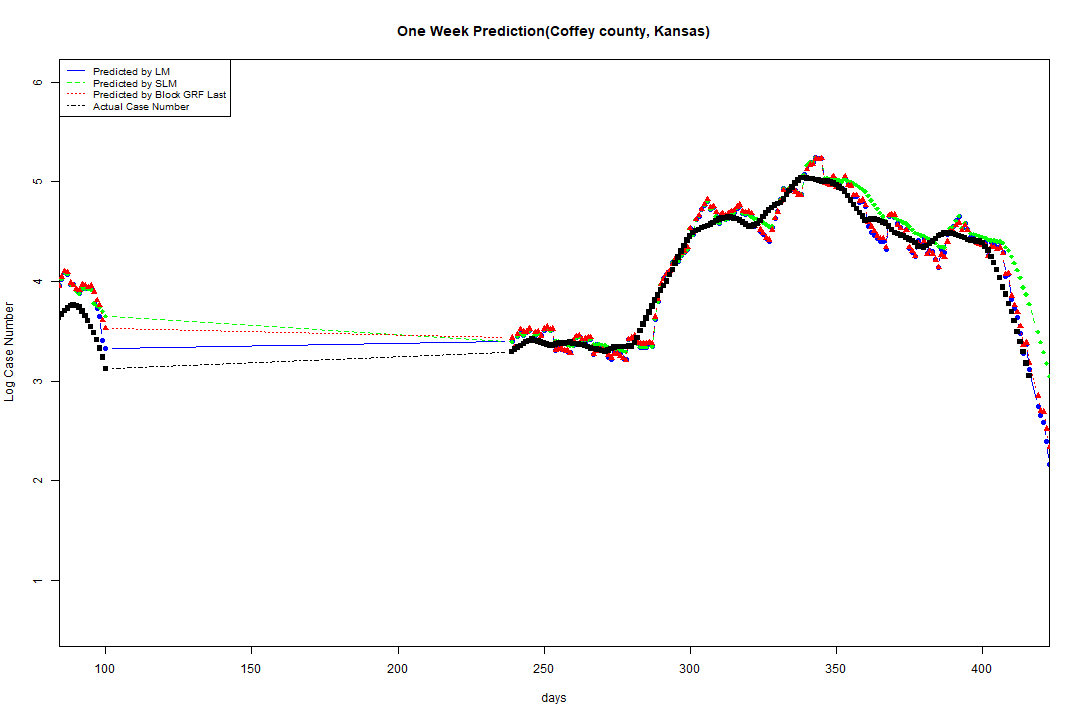 One Week Prediction(Coffey county, Kansas)
Predicted by LM
Predicted by SLM
Predicted by Block GRF Last
Actual Case Number
6
5
4
3
2
1
Log Case Number
100 150 200 250 300 350 400
days